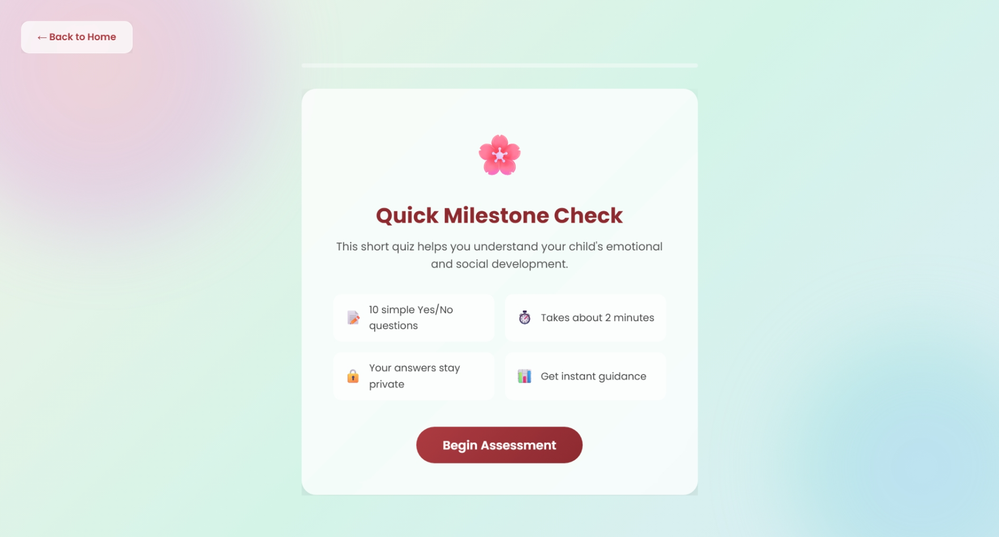 ← Back to Home
Quick Milestone Check
This short quiz helps you understand your child's emotional
and social development.
10 simple Yes/No
questions
Takes about 2 minutes
Your answers stay
private
Get instant guidance
Begin Assessment